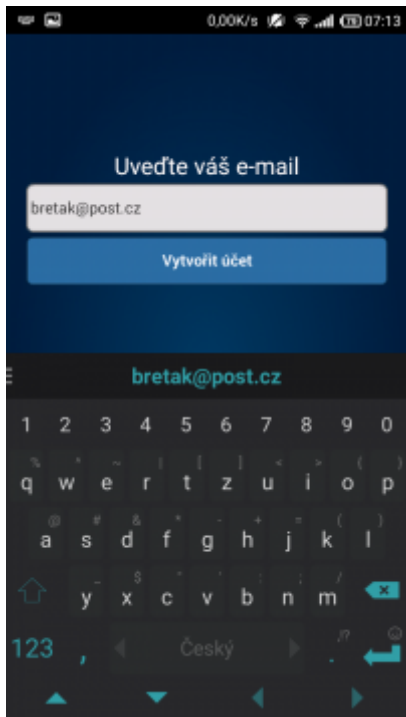 0,00K/s 79 07:13
Uveďte váš e-mail
bretak@post.cz
Vytvořit účet
bretak@post.cz
1 2 3 4 5 6 7 8 9 0
q w e r t z u i o p
a s d f g h j k l
y x c v b n m
123 , Český . ,!?